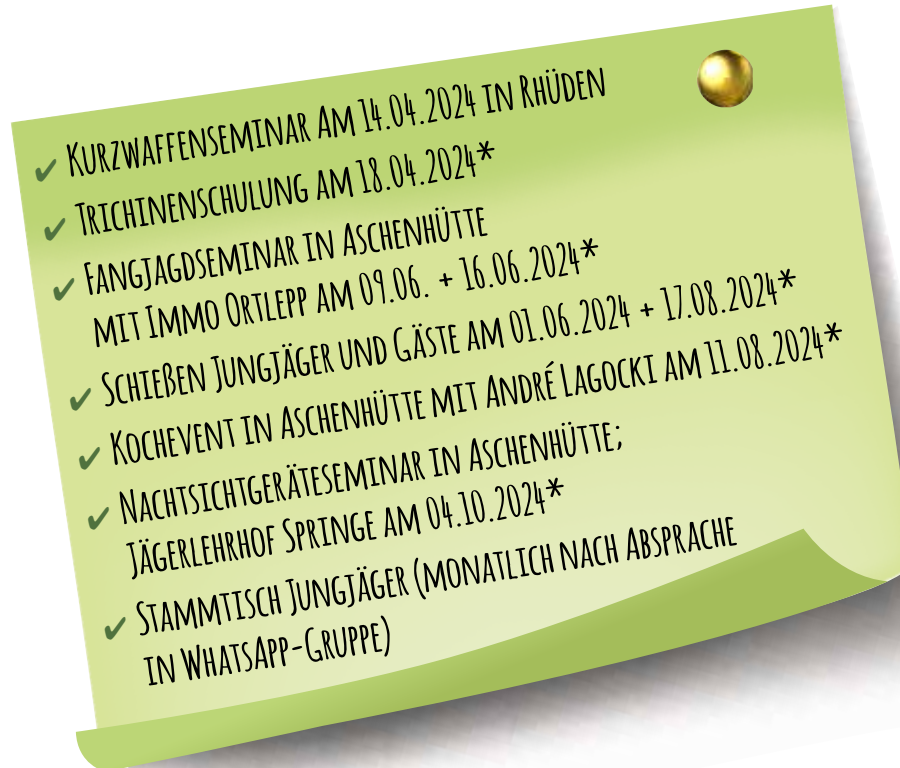 ✔ Kurzwaffenseminar Am 14.04.2024 in Rhüden
✔ Trichinenschulung am 18.04.2024*
✔ Fangjagdseminar in Aschenhütte
mit Immo Ortlepp am 09.06. + 16.06.2024*
✔ Schießen Jungjäger und Gäste am 01.06.2024 + 17.08.2024*
✔ Kochevent in Aschenhütte mit André Lagocki am 11.08.2024*
✔ Nachtsichtgeräteseminar in Aschenhütte;
Jägerlehrhof Springe am 04.10.2024*
✔ Stammtisch Jungjäger (monatlich nach Absprache
in WhatsApp-Gruppe)